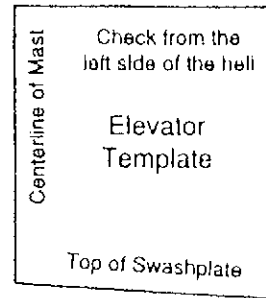 Check from the
left side of the heli
Centerline of Mast
Elevator
Template
Top of Swashplate